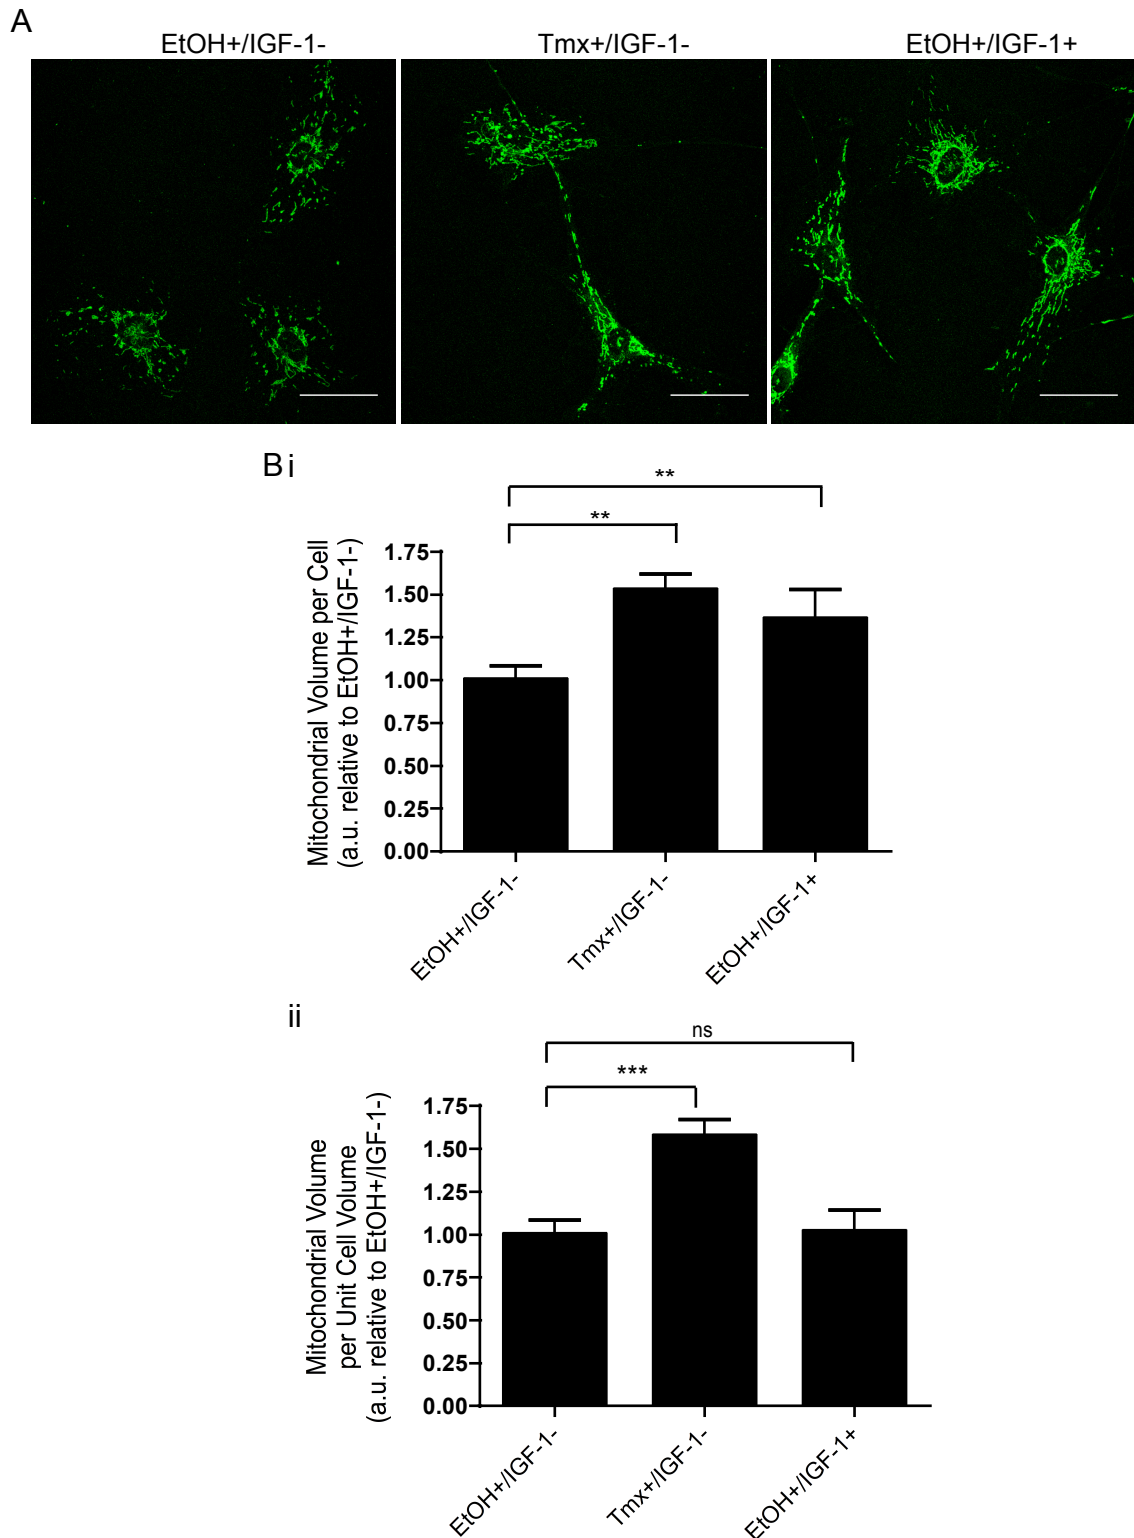 A
EtOH+/IGF-1-
Tmx+/IGF-1-
EtOH+/IGF-1+
B i
**
**
Mitochondrial Volume per Cell
(a.u. relative to EtOH+/IGF-1-)
1.75
1.50
1.25
1.00
0.75
0.50
0.25
0.00
EtOH+/IGF-1-
Tmx+/IGF-1-
EtOH+/IGF-1+
ii
ns
***
Mitochondrial Volume
per Unit Cell Volume
(a.u. relative to EtOH+/IGF-1-)
1.75
1.50
1.25
1.00
0.75
0.50
0.25
0.00
EtOH+/IGF-1-
Tmx+/IGF-1-
EtOH+/IGF-1+